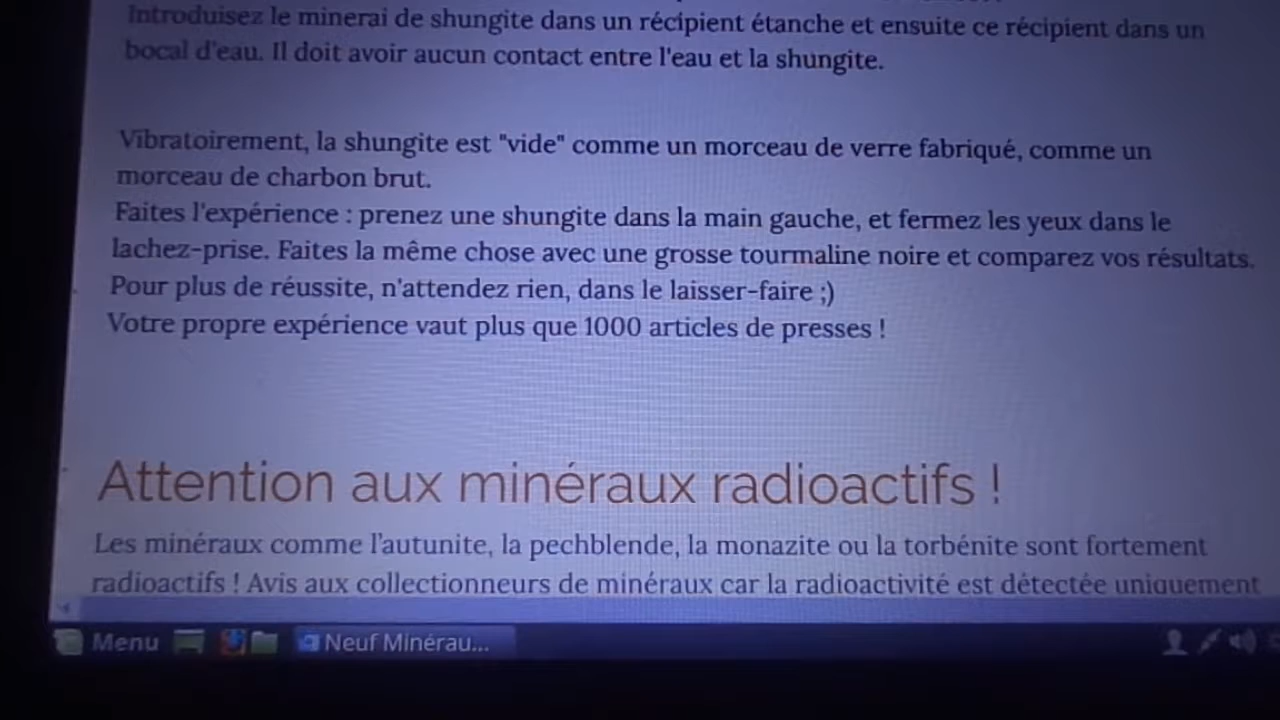 Introduisez le minerai de shungite dans un récipient étanche et ensuite ce récipient dans un
bocal d'eau. Il doit avoir aucun contact entre l'eau et la shungite.
Vibratoirement, la shungite est "vide" comme un morceau de verre fabriqué, comme un
morceau de charbon brut.
Faites l'expérience : prenez une shungite dans la main gauche, et fermez les yeux dans le
lachez-prise. Faites la même chose avec une grosse tourmaline noire et comparez vos résultats.
Pour plus de réussite, n'attendez rien, dans le laisser-faire ;)
Votre propre expérience vaut plus que 1000 articles de presses !
Attention aux minéraux radioactifs !
Les minéraux comme l'autunite, la pechblende, la monazite ou la torbénite sont fortement
radioactifs ! Avis aux collectionneurs de minéraux car la radioactivité est détectée uniquement
Menu Neuf Minérau...